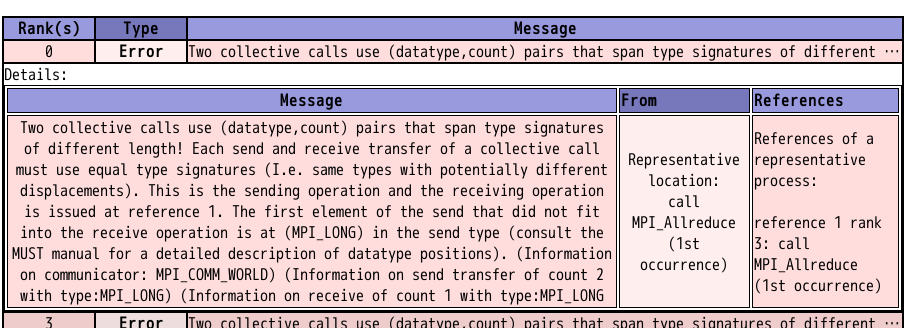 Rank(s) Type Message
0 Error Two collective calls use (datatype,count) pairs that span type signatures of different ···
Details:
Message From References
Two collective calls use (datatype,count) pairs that span type signatures
of different length! Each send and receive transfer of a collective call
must use equal type signatures (I.e. same types with potentially different
displacements). This is the sending operation and the receiving operation
is issued at reference 1. The first element of the send that did not fit
into the receive operation is at (MPI_LONG) in the send type (consult the
MUST manual for a detailed description of datatype positions). (Information
on communicator: MPI_COMM_WORLD) (Information on send transfer of count 2
with type:MPI_LONG) (Information on receive of count 1 with type:MPI_LONG
Representative
location:
call
MPI_Allreduce
(1st
occurrence)
References of a
representative
process:
reference 1 rank
3: call
MPI_Allreduce
(1st occurrence)
3 Error Two collective calls use (datatype,count) pairs that span type signatures of different ···